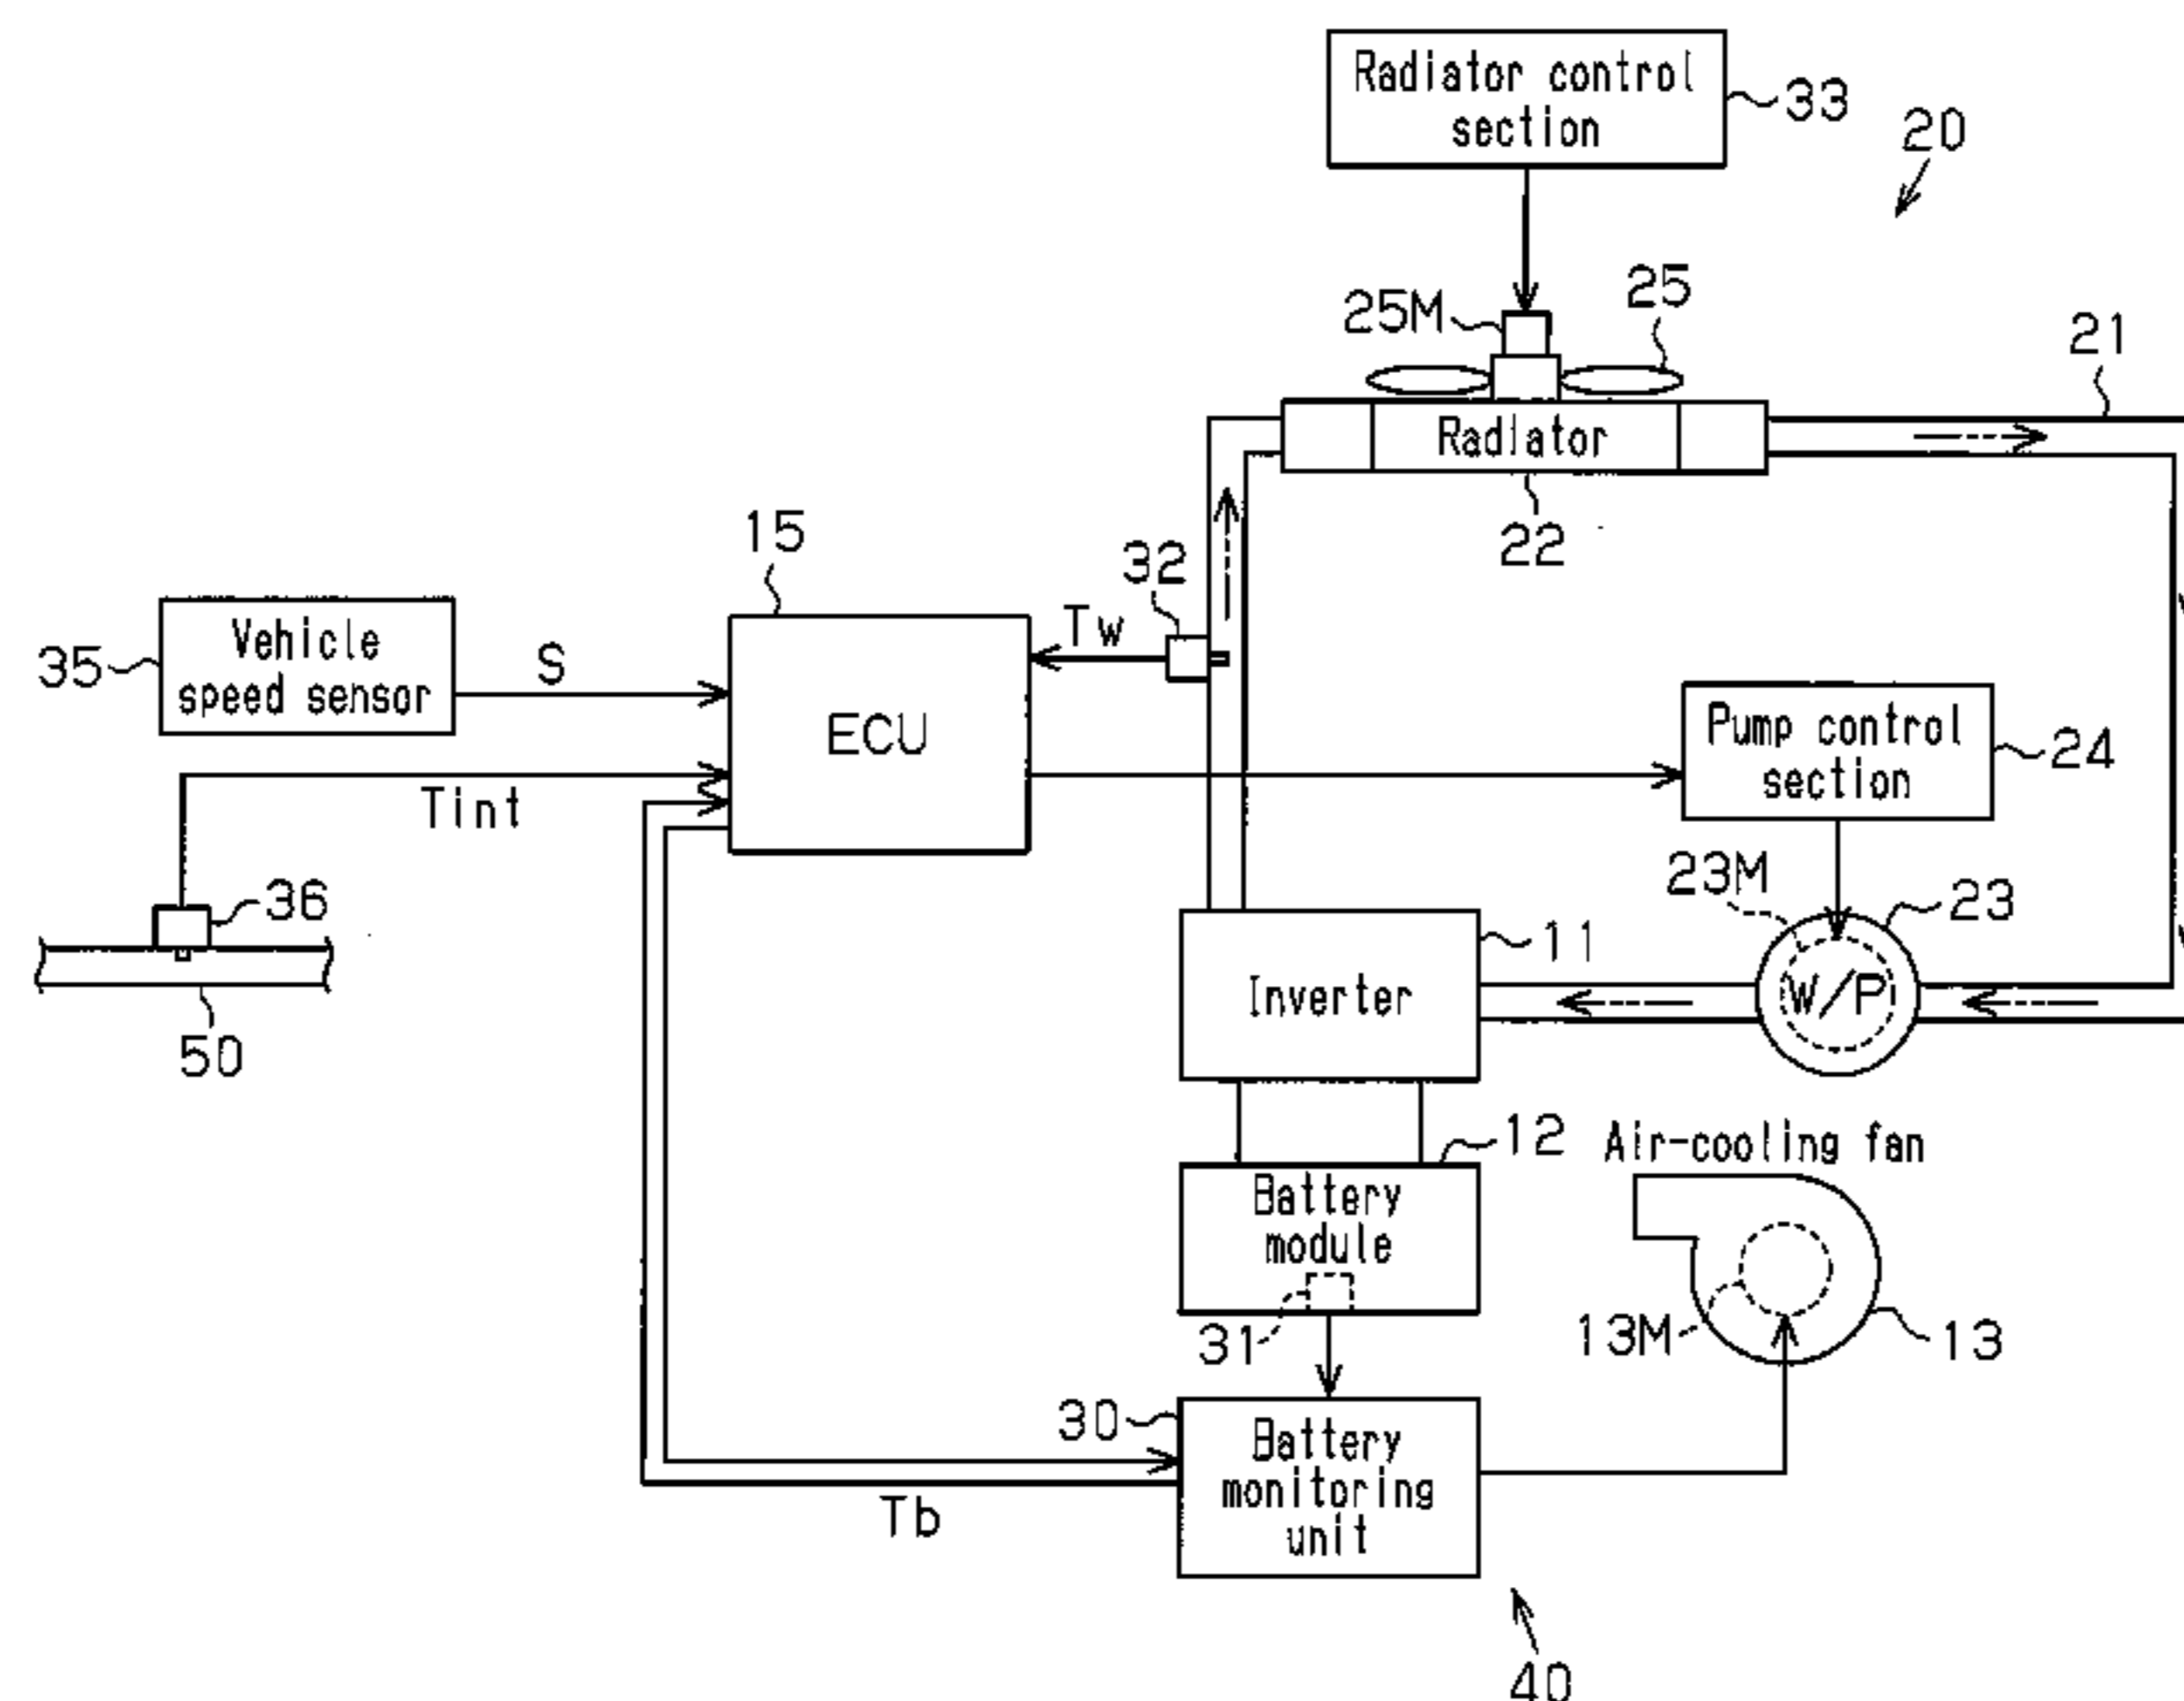 Radiator control
section
33
20
25M
25
21
Radiator
22
15
32
Tw
35
Vehicle
speed sensor
S
ECU
Pump control
section
24
Tint
36
50
23M
23
11
Inverter
W/P
12
Air-cooling fan
Battery
module
31
13M
13
30
Battery
monitoring
unit
Tb
40